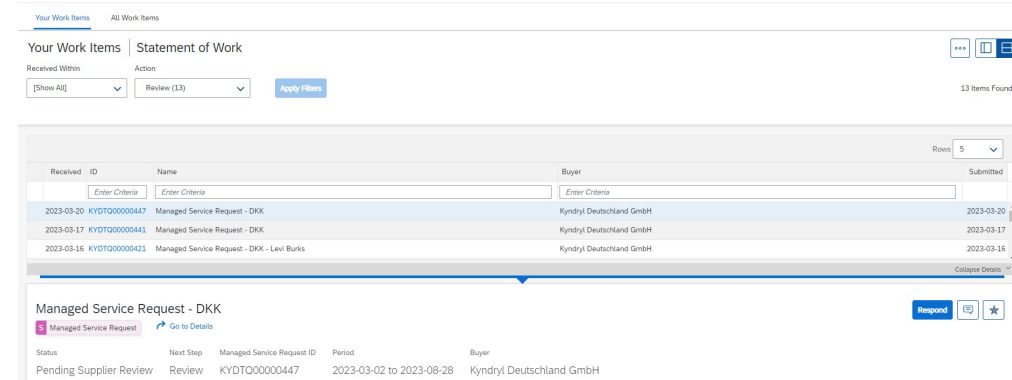 Your Work Items All Work Items
Your Work Items | Statement of Work
Received Within Action
[Show All] Review (13) Apply Filters 13 Items Found
Rows 5
Received ID Name Buyer Submitted
Enter Criteria Enter Criteria Enter Criteria
2023-03-20 KYDTQ00000447 Managed Service Request - DKK Kyndryl Deutschland GmbH 2023-03-20
2023-03-17 KYDTQ00000441 Managed Service Request - DKK Kyndryl Deutschland GmbH 2023-03-17
2023-03-16 KYDTQ00000421 Managed Service Request - DKK - Levi Burks Kyndryl Deutschland GmbH 2023-03-16
Collapse Details
Managed Service Request - DKK Respond
S Managed Service Request Go to Details
Status Next Step Managed Service Request ID Period Buyer
Pending Supplier Review Review KYDTQ00000447 2023-03-02 to 2023-08-28 Kyndryl Deutschland GmbH